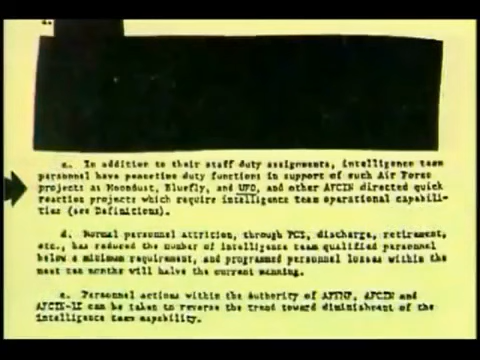 c. In addition to their staff duty assignments, intelligence team
personnel have peacetime duty functions in support of such Air Force
projects as Moondust, Bluefly, and UFO, and other AFCIN directed quick
reaction projects which require intelligence team operational capabili-
ties (see Definitions).
d. Normal personnel attrition, through PCS, discharge, retirement,
etc., has reduced the number of intelligence team qualified personnel
below a minimum requirement, and programmed personnel losses within the
next ten months will halve the current manning.
e. Personnel actions within the authority of AFCIN and
AFCIN-1E can be taken to reverse the trend toward diminishment of the
intelligence team capability.